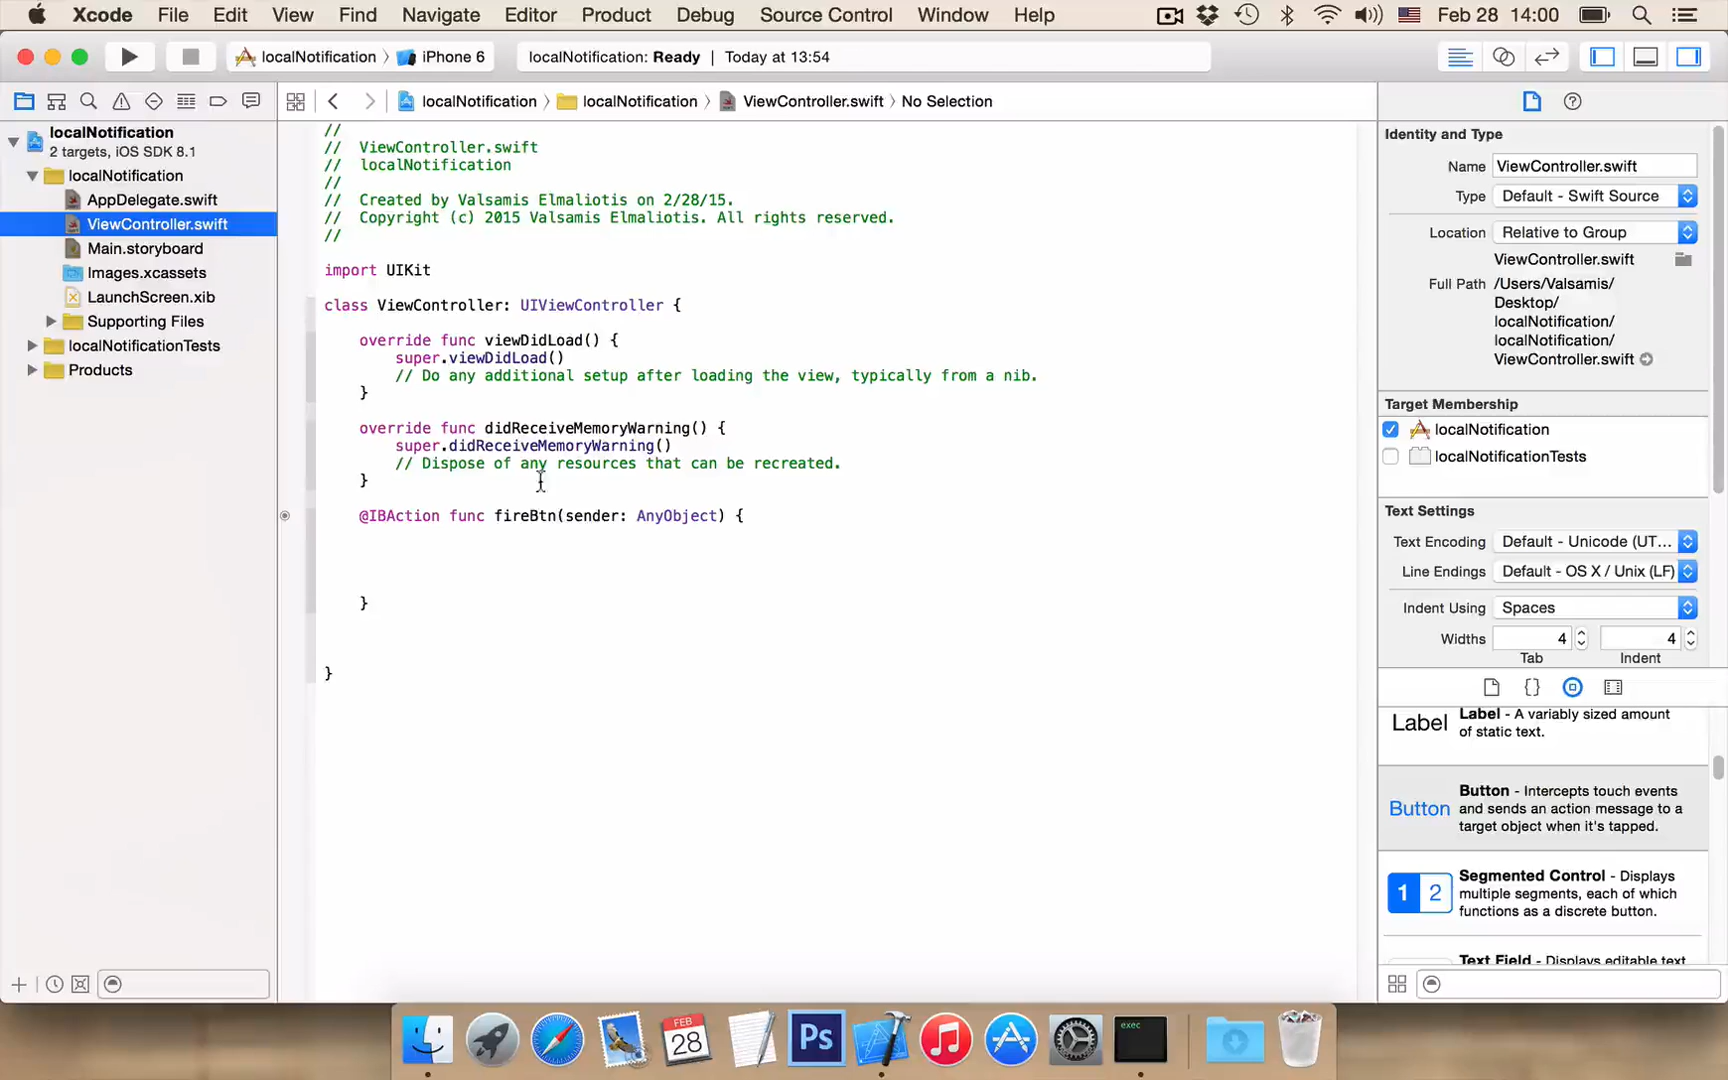 Xcode File Edit View Find Navigate Editor Product Debug Source Control Window Help Feb 28 14:00
localNotification iPhone 6 localNotification: Ready | Today at 13:54
localNotification localNotification ViewController.swift No Selection
localNotification
2 targets, iOS SDK 8.1
localNotification
AppDelegate.swift
ViewController.swift
Main.storyboard
Images.xcassets
LaunchScreen.xib
Supporting Files
localNotificationTests
Products
//
// ViewController.swift
// localNotification
//
// Created by Valsamis Elmaliotis on 2/28/15.
// Copyright (c) 2015 Valsamis Elmaliotis. All rights reserved.
//
import UIKit
class ViewController: UIViewController {
override func viewDidLoad() {
super.viewDidLoad()
// Do any additional setup after loading the view, typically from a nib.
}
override func didReceiveMemoryWarning() {
super.didReceiveMemoryWarning()
// Dispose of any resources that can be recreated.
}
@IBAction func fireBtn(sender: AnyObject) {
}
}
Identity and Type
Name ViewController.swift
Type Default - Swift Source
Location Relative to Group
ViewController.swift
Full Path /Users/Valsamis/
Desktop/
localNotification/
localNotification/
ViewController.swift
Target Membership
localNotification
localNotificationTests
Text Settings
Text Encoding Default - Unicode (UT...
Line Endings Default - OS X / Unix (LF)
Indent Using Spaces
Widths 4 4
Tab Indent
Label Label - A variably sized amount
of static text.
Button Button - Intercepts touch events
and sends an action message to a
target object when it's tapped.
1 2 Segmented Control - Displays
multiple segments, each of which
functions as a discrete button.
Text Field - Displays editable text
FEB
28
Ps
exec